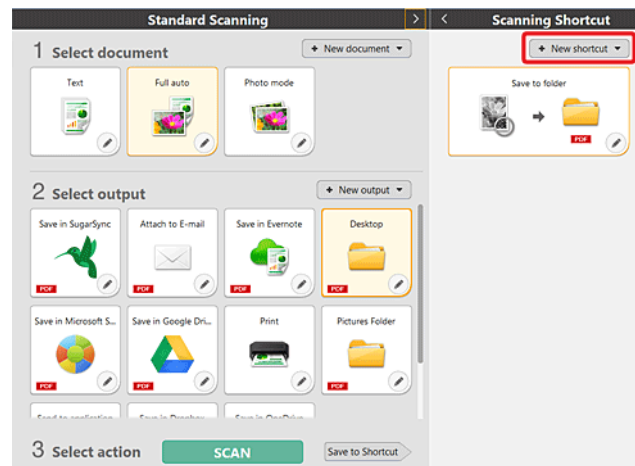 Standard Scanning
>
<
Scanning Shortcut
1 Select document
+ New document
+ New shortcut
Text
Full auto
Photo mode
Save to folder
PDF
2 Select output
+ New output
Save in SugarSync
Attach to E-mail
Save in Evernote
Desktop
PDF
PDF
PDF
PDF
Save in Microsoft S...
Save in Google Dri...
Print
Pictures Folder
PDF
PDF
PDF
3 Select action
SCAN
Save to Shortcut